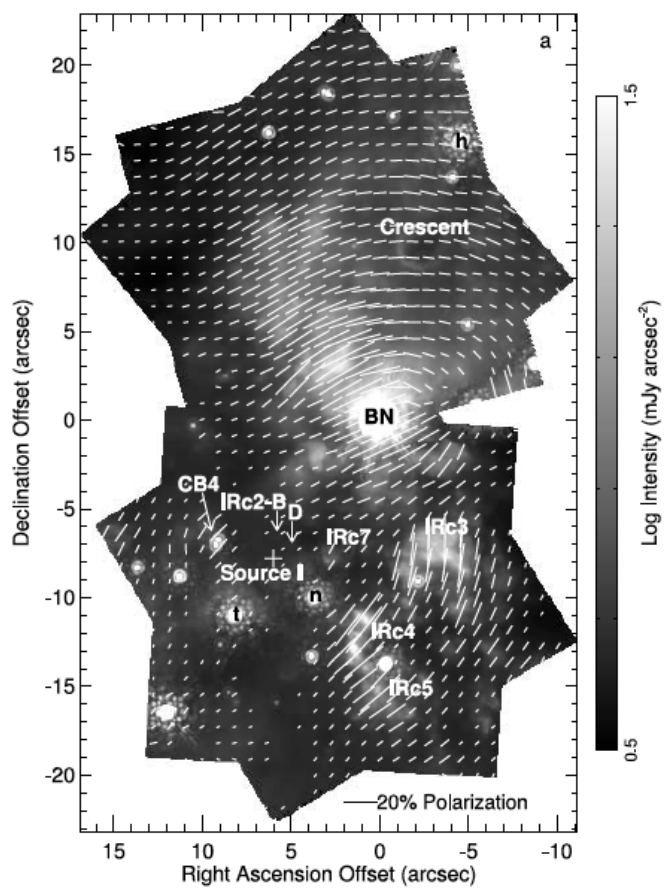 a
20
15
10
5
0
-5
-10
-15
-20
15
10
5
0
-5
-10
Declination Offset (arcsec)
Right Ascension Offset (arcsec)
h
Crescent
BN
CB4
IRc2-B
D
IRc7
IRc3
Source I
n
t
IRc4
IRc5
20% Polarization
1.5
0.5
Log Intensity (mJy arcsec⁻²)